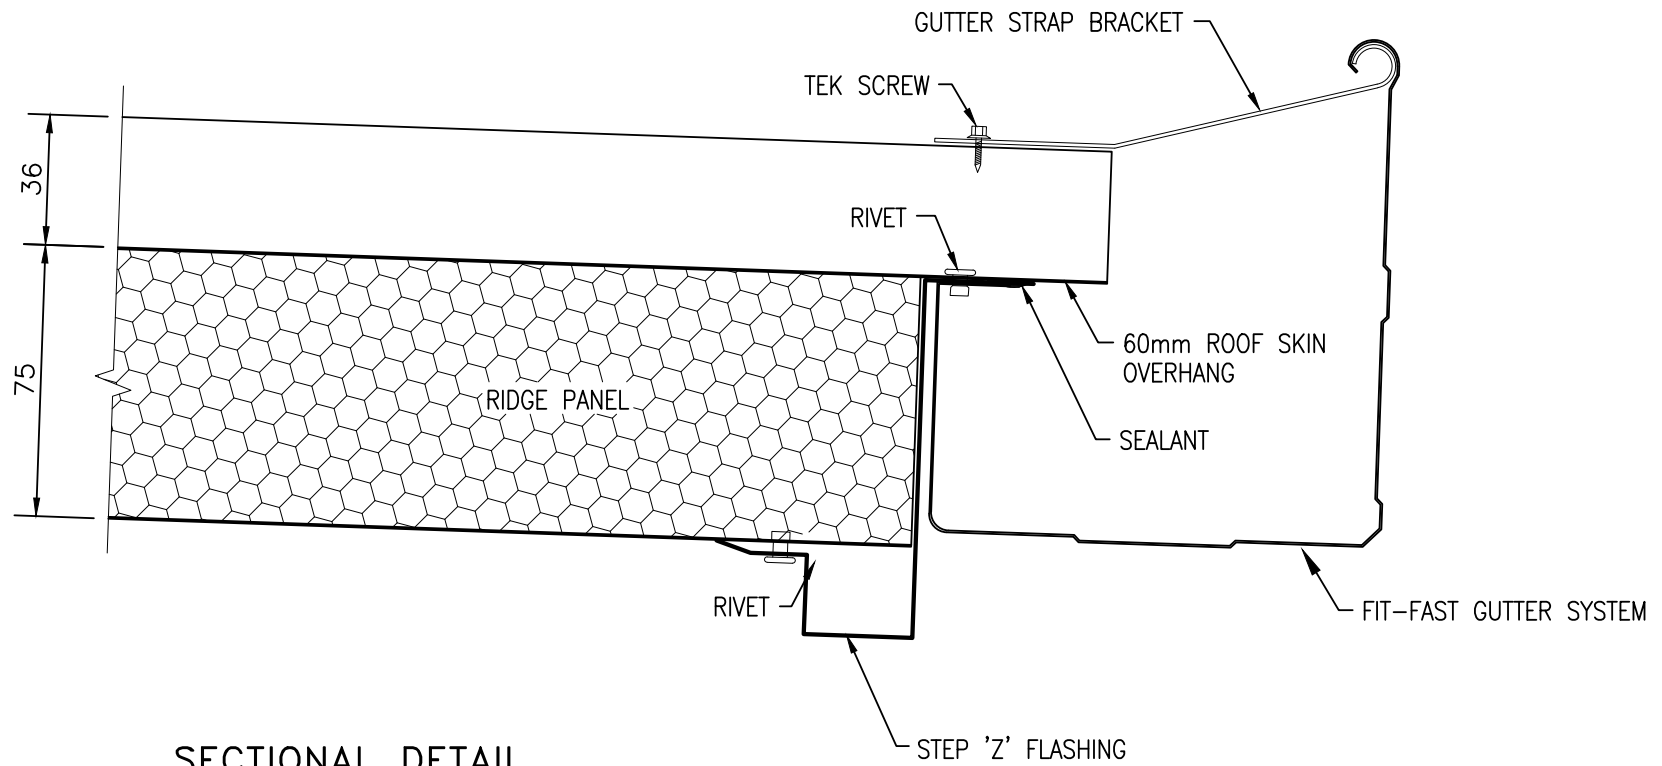 GUTTER STRAP BRACKET
TEK SCREW
36
RIVET
60mm ROOF SKIN
OVERHANG
75
RIDGE PANEL
SEALANT
RIVET
FIT-FAST GUTTER SYSTEM
STEP 'Z' FLASHING
SECTIONAL DETAIL